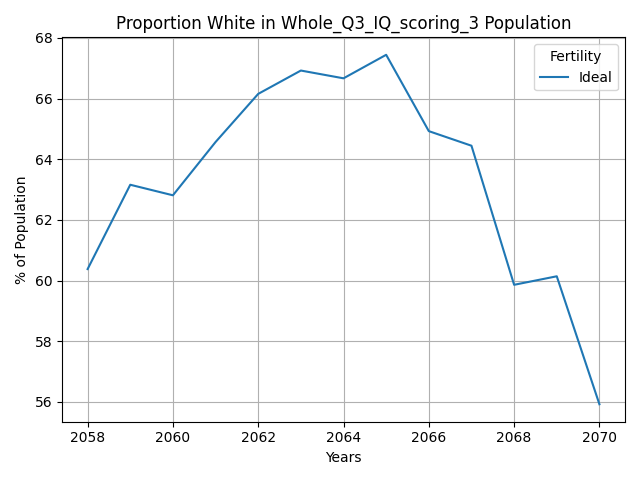 Proportion White in Whole_Q3_IQ_scoring_3 Population
Fertility
Ideal
% of Population
68
66
64
62
60
58
56
2058 2060 2062 2064 2066 2068 2070
Years